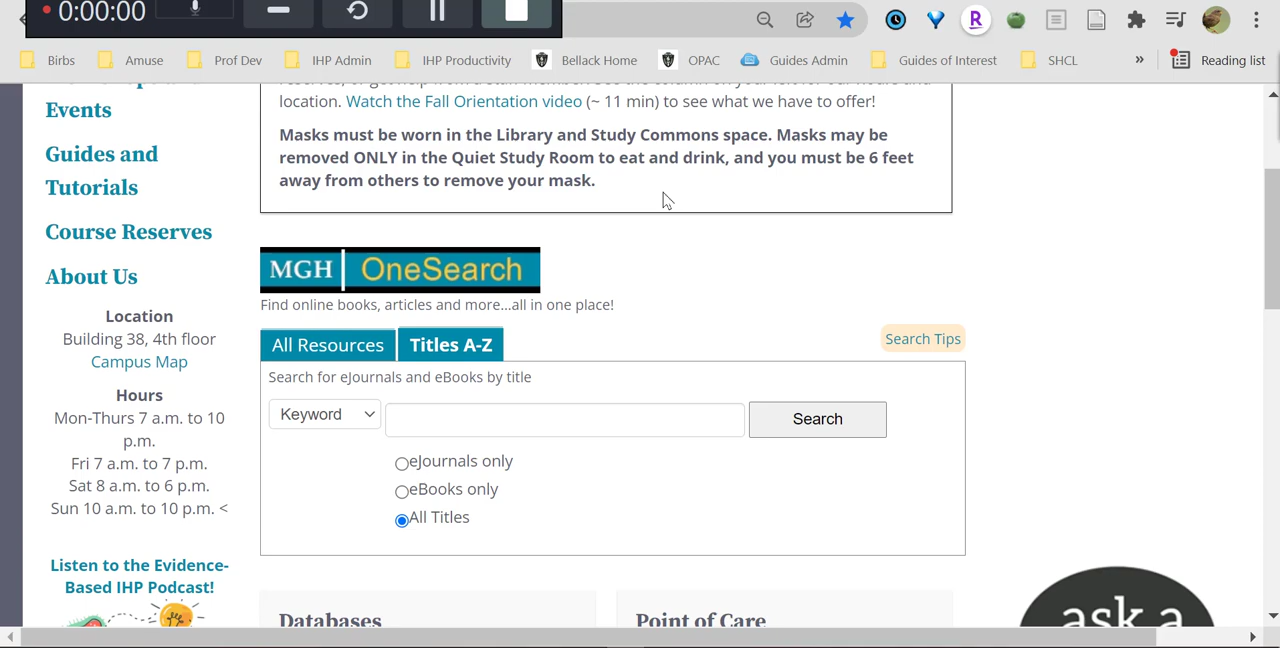 0:00:00
Birbs
Amuse
Prof Dev
IHP Admin
IHP Productivity
Bellack Home
OPAC
Guides Admin
Guides of Interest
SHCL
»
Reading list
Events
Guides and
Tutorials
Course Reserves
About Us
Location
Building 38, 4th floor
Campus Map
Hours
Mon-Thurs 7 a.m. to 10
p.m.
Fri 7 a.m. to 7 p.m.
Sat 8 a.m. to 6 p.m.
Sun 10 a.m. to 10 p.m. <
Listen to the Evidence-
Based IHP Podcast!
location. Watch the Fall Orientation video (~ 11 min) to see what we have to offer!
Masks must be worn in the Library and Study Commons space. Masks may be
removed ONLY in the Quiet Study Room to eat and drink, and you must be 6 feet
away from others to remove your mask.
MGH OneSearch
Find online books, articles and more...all in one place!
All Resources
Titles A-Z
Search Tips
Search for eJournals and eBooks by title
Keyword
Search
eJournals only
eBooks only
All Titles
Databases
Point of Care
ask a